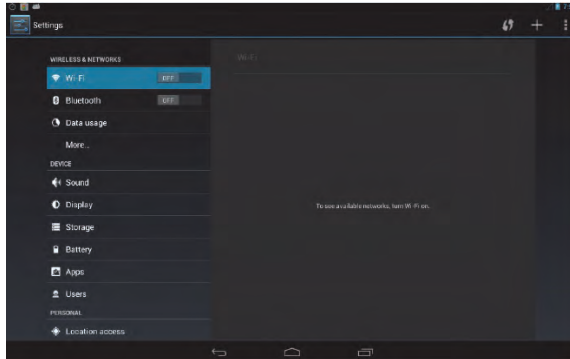 Settings
WIRELESS & NETWORKS
Wi-Fi
Wi-Fi OFF
Bluetooth OFF
Data usage
More...
DEVICE
Sound
Display
Storage
Battery
Apps
Users
PERSONAL
Location access
To see available networks, turn Wi-Fi on.